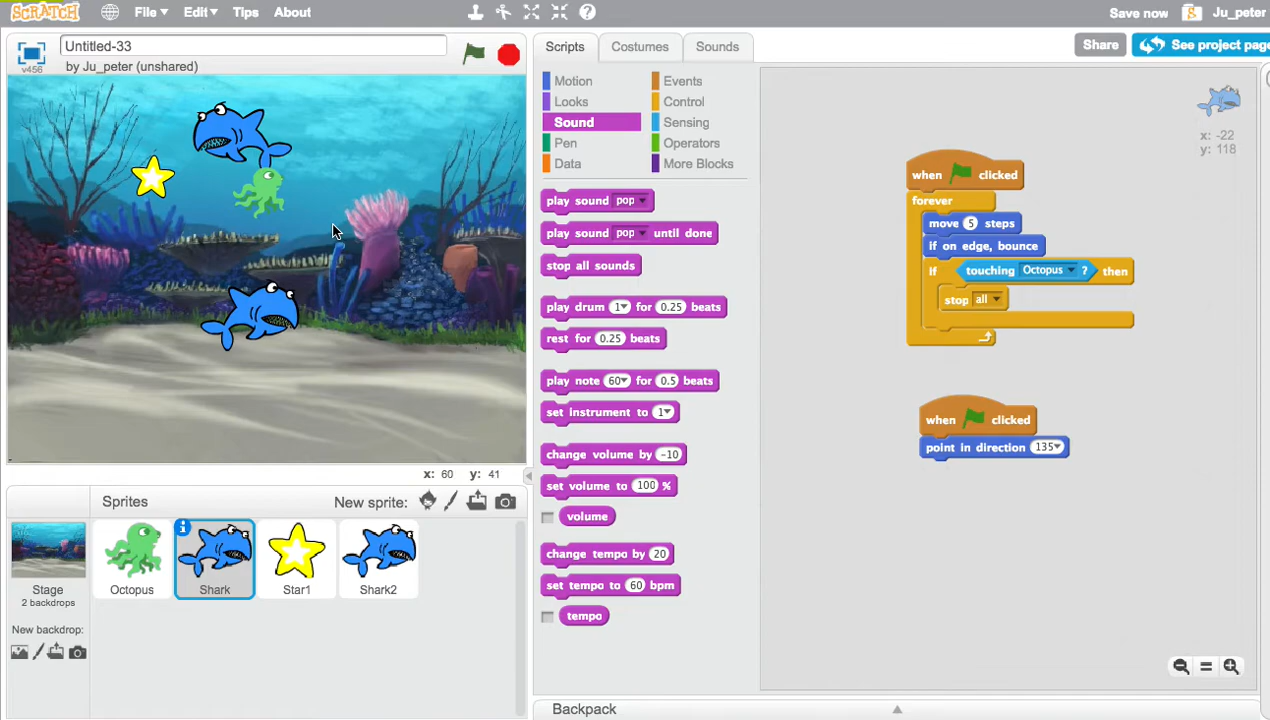 SCRATCH File Edit Tips About Save now Ju_peter
v456
Untitled-33
by Ju_peter (unshared)
Scripts Costumes Sounds
Share See project page
Motion Events
Looks Control
Sound Sensing
Pen Operators
Data More Blocks
play sound pop
play sound pop until done
stop all sounds
play drum 1 for 0.25 beats
rest for 0.25 beats
play note 60 for 0.5 beats
set instrument to 1
change volume by -10
set volume to 100 %
volume
change tempo by 20
set tempo to 60 bpm
tempo
x: -22
y: 118
when clicked
forever
move 5 steps
if on edge, bounce
if touching Octopus ? then
stop all
when clicked
point in direction 135
x: 60 y: 41
Sprites New sprite:
Stage
2 backdrops
New backdrop:
Octopus
Shark
Star1
Shark2
Backpack